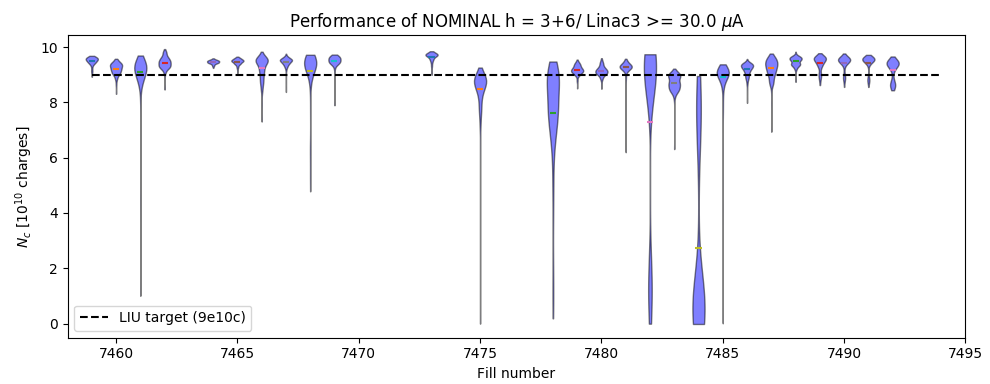 Performance of NOMINAL h = 3+6/ Linac3 >= 30.0 μA
N_c [10^10 charges]
10
8
6
4
2
0
LIU target (9e10c)
7460 7465 7470 7475 7480 7485 7490 7495
Fill number